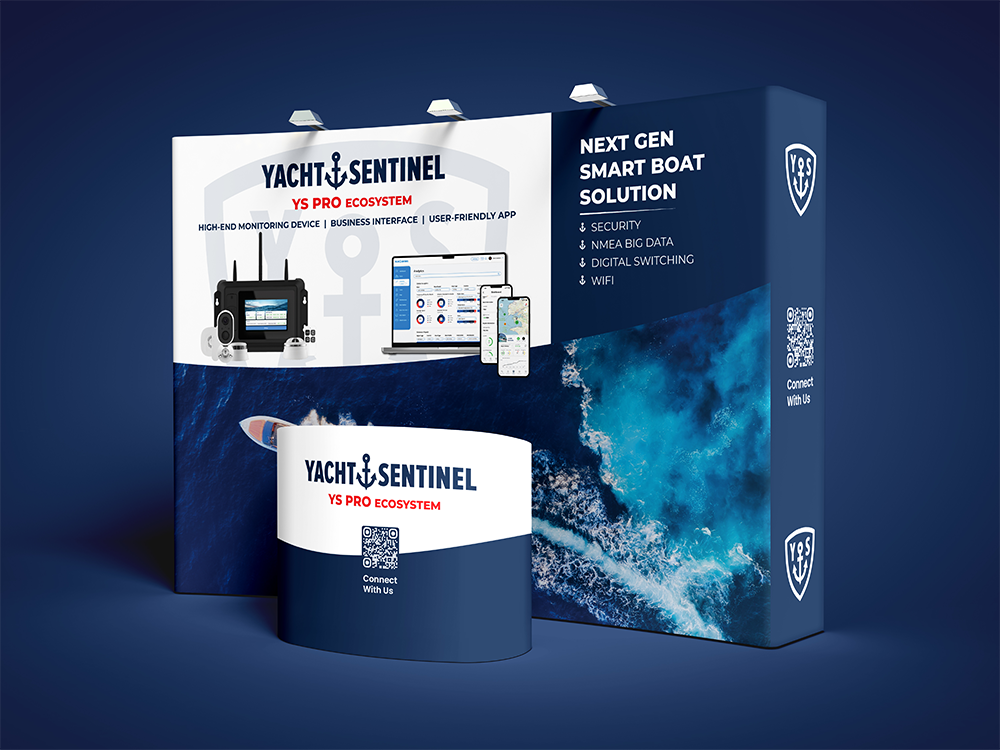 YACHT SENTINEL
YS PRO ECOSYSTEM
HIGH-END MONITORING DEVICE | BUSINESS INTERFACE | USER-FRIENDLY APP
NEXT GEN
SMART BOAT
SOLUTION
SECURITY
NMEA BIG DATA
DIGITAL SWITCHING
WIFI
YS
YS
Connect
With Us
YS
YACHT SENTINEL
YS PRO ECOSYSTEM
Connect
With Us